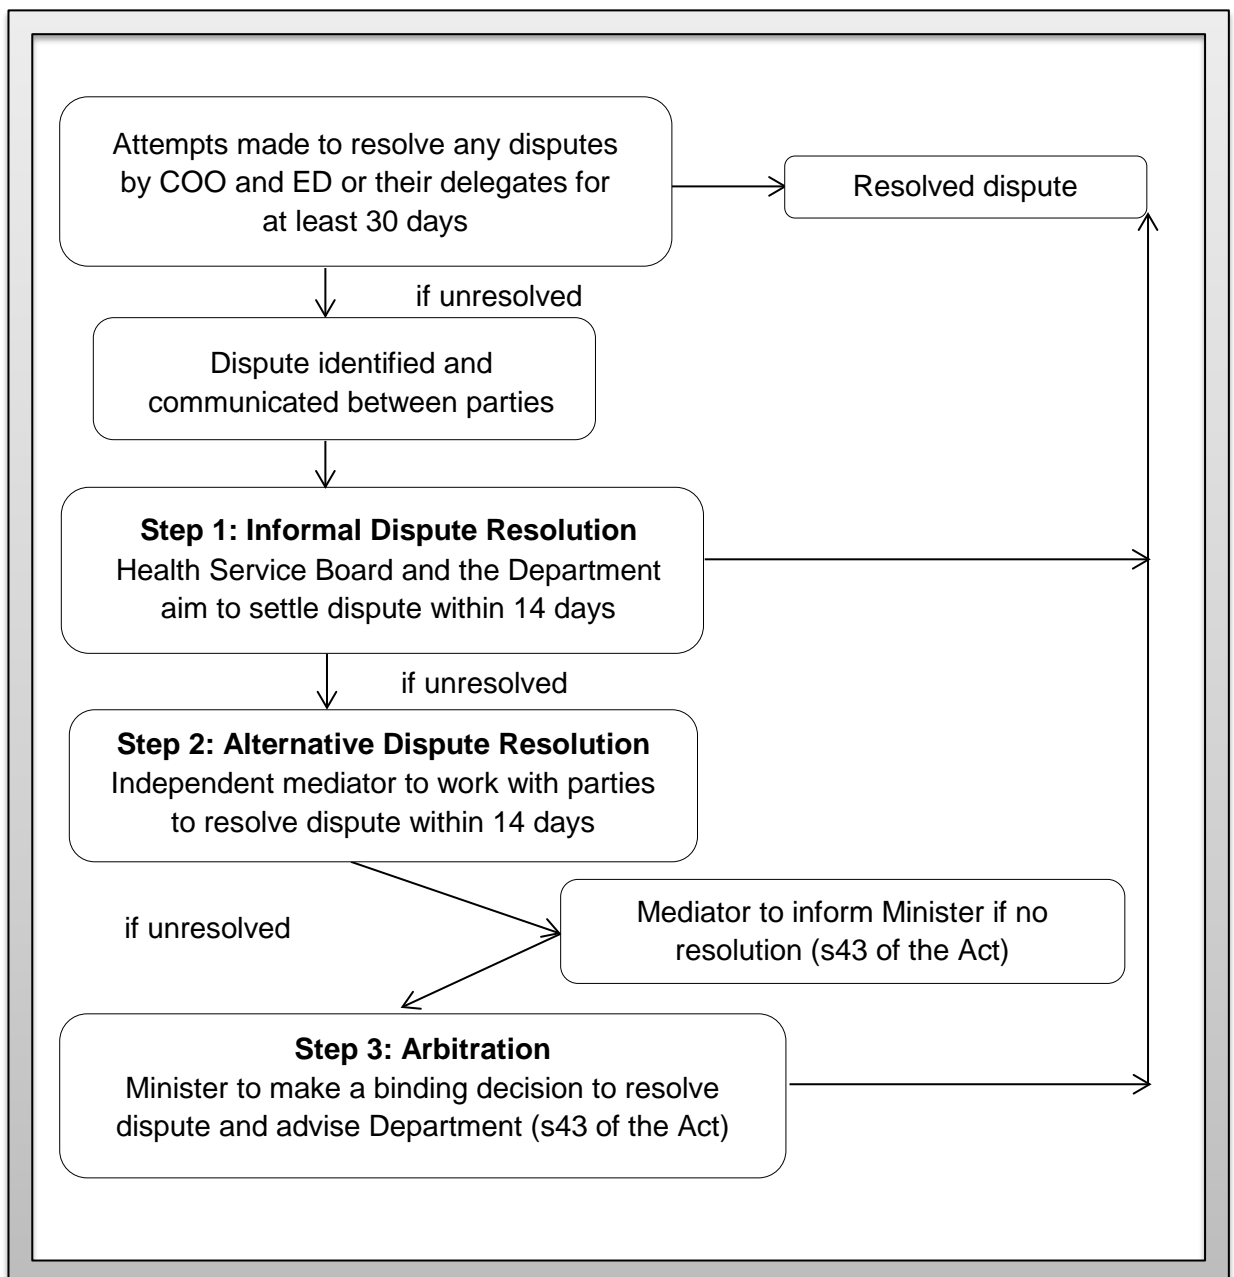 Attempts made to resolve any disputes
by COO and ED or their delegates for
at least 30 days
Resolved dispute
if unresolved
Dispute identified and
communicated between parties
Step 1: Informal Dispute Resolution
Health Service Board and the Department
aim to settle dispute within 14 days
if unresolved
Step 2: Alternative Dispute Resolution
Independent mediator to work with parties
to resolve dispute within 14 days
if unresolved
Mediator to inform Minister if no
resolution (s43 of the Act)
Step 3: Arbitration
Minister to make a binding decision to resolve
dispute and advise Department (s43 of the Act)